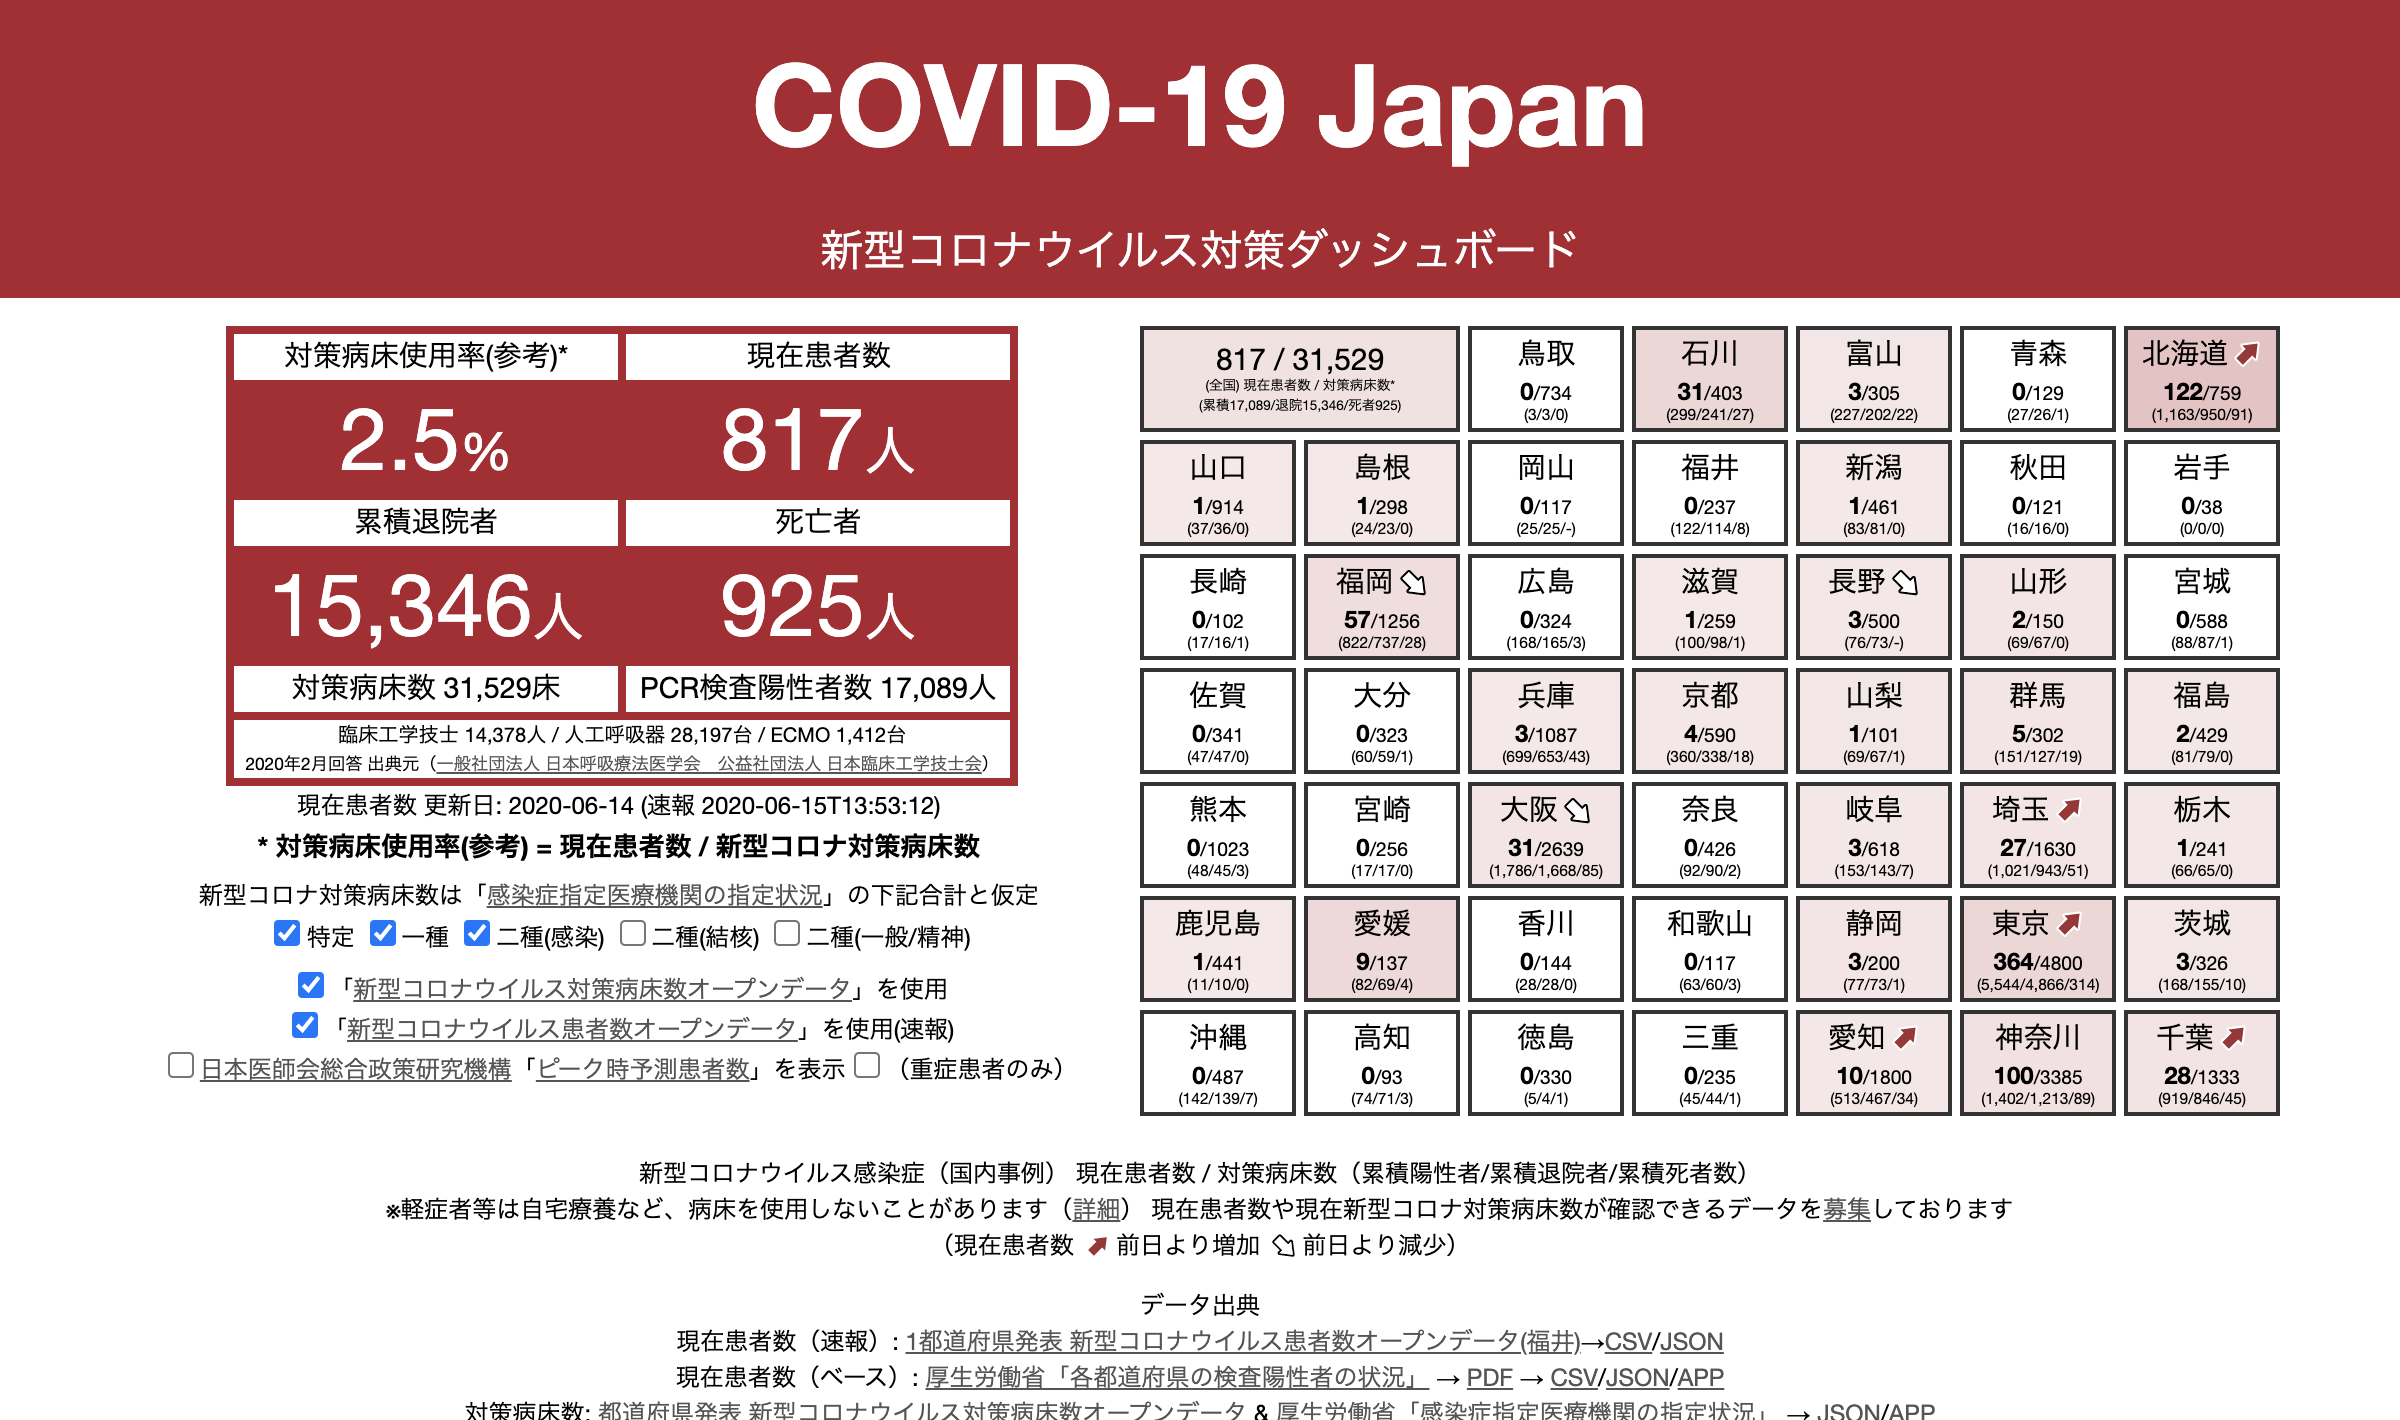 COVID-19 Japan
新型コロナウイルス対策ダッシュボード
対策病床使用率(参考)* 現在患者数
2.5% 817人
累積退院者 死亡者
15,346人 925人
対策病床数 31,529床 PCR検査陽性者数 17,089人
臨床工学技士 14,378人 / 人工呼吸器 28,197台 / ECMO 1,412台
2020年2月回答 出典元（一般社団法人 日本呼吸療法医学会　公益社団法人 日本臨床工学技士会）
現在患者数 更新日: 2020-06-14 (速報 2020-06-15T13:53:12)
* 対策病床使用率(参考) = 現在患者数 / 新型コロナ対策病床数
新型コロナ対策病床数は「感染症指定医療機関の指定状況」の下記合計と仮定
特定 一種 二種(感染) 二種(結核) 二種(一般/精神)
「新型コロナウイルス対策病床数オープンデータ」を使用
「新型コロナウイルス患者数オープンデータ」を使用(速報)
日本医師会総合政策研究機構「ピーク時予測患者数」を表示 （重症患者のみ）
817 / 31,529
(全国) 現在患者数 / 対策病床数*
(累積17,089/退院15,346/死者925)
鳥取 石川 富山 青森 北海道
0/734 31/403 3/305 0/129 122/759
(3/3/0) (299/241/27) (227/202/22) (27/26/1) (1,163/950/91)
山口 島根 岡山 福井 新潟 秋田 岩手
1/914 1/298 0/117 0/237 1/461 0/121 0/38
(37/36/0) (24/23/0) (25/25/-) (122/114/8) (83/81/0) (16/16/0) (0/0/0)
長崎 福岡 広島 滋賀 長野 山形 宮城
0/102 57/1256 0/324 1/259 3/500 2/150 0/588
(17/16/1) (822/737/28) (168/165/3) (100/98/1) (76/73/-) (69/67/0) (88/87/1)
佐賀 大分 兵庫 京都 山梨 群馬 福島
0/341 0/323 3/1087 4/590 1/101 5/302 2/429
(47/47/0) (60/59/1) (699/653/43) (360/338/18) (69/67/1) (151/127/19) (81/79/0)
熊本 宮崎 大阪 奈良 岐阜 埼玉 栃木
0/1023 0/256 31/2639 0/426 3/618 27/1630 1/241
(48/45/3) (17/17/0) (1,786/1,668/85) (92/90/2) (153/143/7) (1,021/943/51) (66/65/0)
鹿児島 愛媛 香川 和歌山 静岡 東京 茨城
1/441 9/137 0/144 0/117 3/200 364/4800 3/326
(11/10/0) (82/69/4) (28/28/0) (63/60/3) (77/73/1) (5,544/4,866/314) (168/155/10)
沖縄 高知 徳島 三重 愛知 神奈川 千葉
0/487 0/93 0/330 0/235 10/1800 100/3385 28/1333
(142/139/7) (74/71/3) (5/4/1) (45/44/1) (513/467/34) (1,402/1,213/89) (919/846/45)
新型コロナウイルス感染症（国内事例） 現在患者数 / 対策病床数（累積陽性者/累積退院者/累積死者数）
※軽症者等は自宅療養など、病床を使用しないことがあります（詳細） 現在患者数や現在新型コロナ対策病床数が確認できるデータを募集しております
（現在患者数 前日より増加 前日より減少）
データ出典
現在患者数（速報）: 1都道府県発表 新型コロナウイルス患者数オープンデータ(福井)→CSV/JSON
現在患者数（ベース）: 厚生労働省「各都道府県の検査陽性者の状況」 → PDF → CSV/JSON/APP
対策病床数: 都道府県発表 新型コロナウイルス対策病床数オープンデータ & 厚生労働省「感染症指定医療機関の指定状況」 → JSON/APP